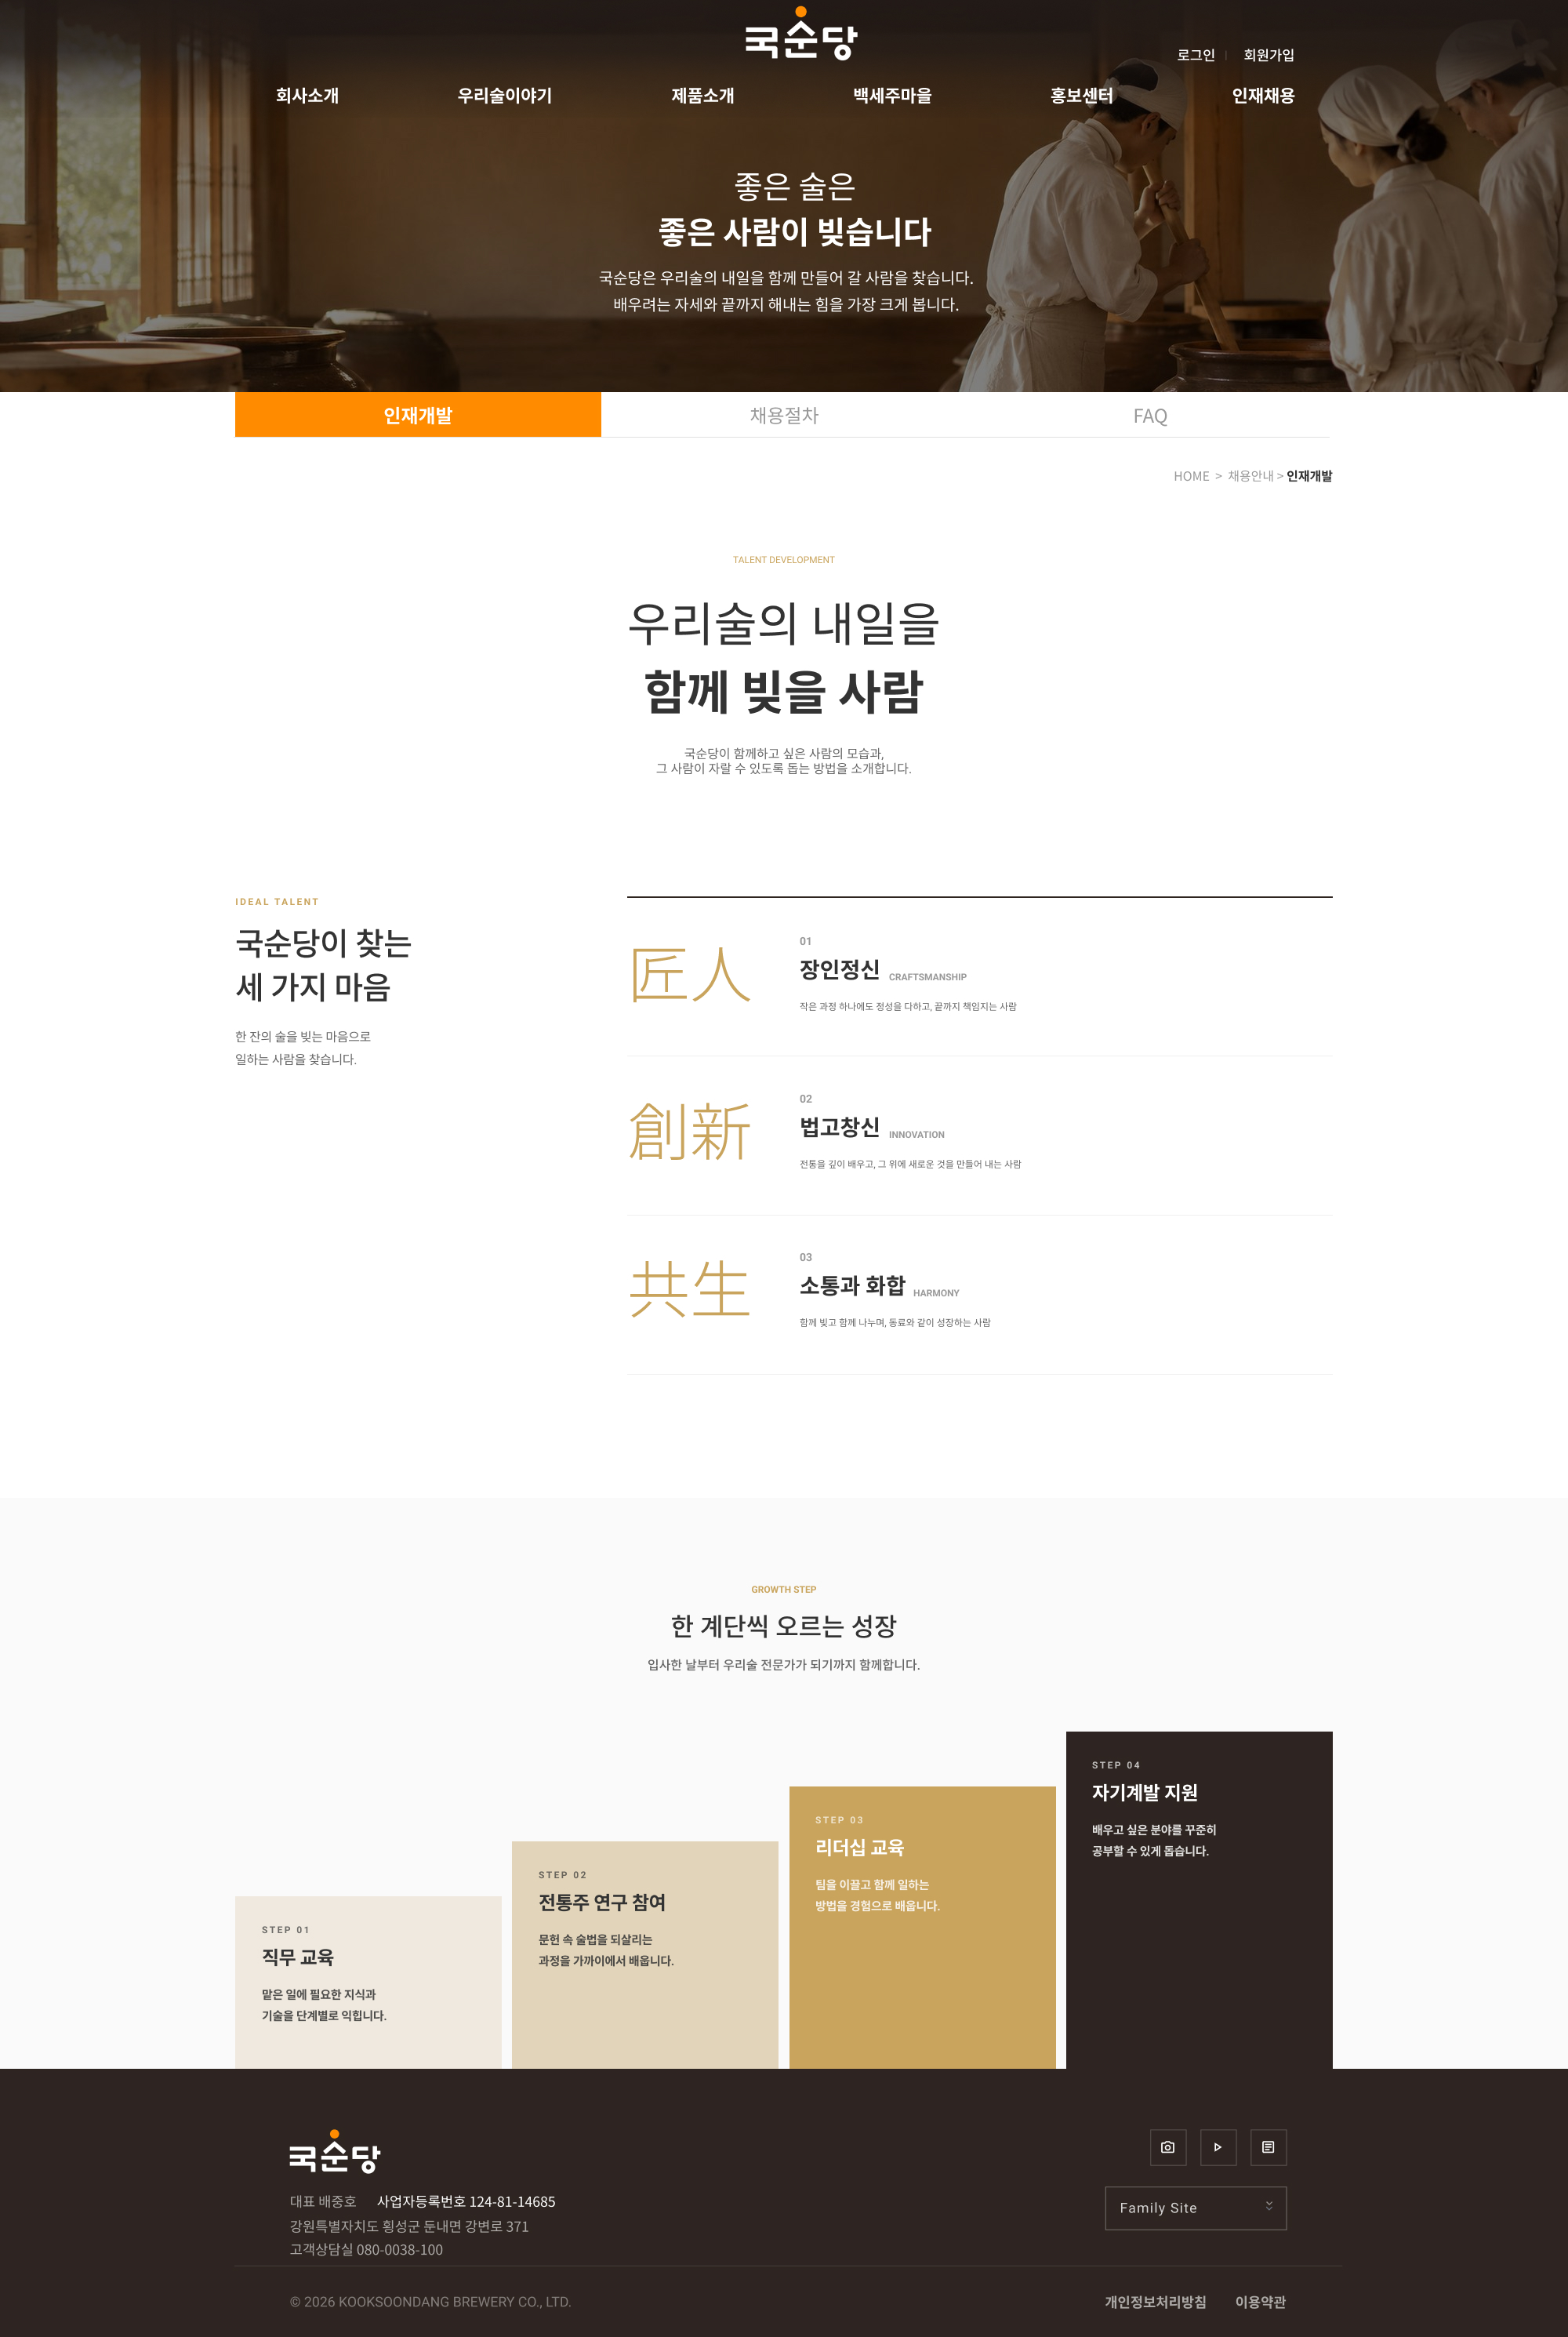 국순당
로그인 | 회원가입
회사소개 우리술이야기 제품소개 백세주마을 홍보센터 인재채용
좋은 술은
좋은 사람이 빚습니다
국순당은 우리술의 내일을 함께 만들어 갈 사람을 찾습니다.
배우려는 자세와 끝까지 해내는 힘을 가장 크게 봅니다.
인재개발 채용절차 FAQ
HOME > 채용안내 > 인재개발
TALENT DEVELOPMENT
우리술의 내일을
함께 빚을 사람
국순당이 함께하고 싶은 사람의 모습과,
그 사람이 자랄 수 있도록 돕는 방법을 소개합니다.
IDEAL TALENT
국순당이 찾는
세 가지 마음
한 잔의 술을 빚는 마음으로
일하는 사람을 찾습니다.
匠人
01
장인정신 CRAFTSMANSHIP
작은 과정 하나에도 정성을 다하고, 끝까지 책임지는 사람
創新
02
법고창신 INNOVATION
전통을 깊이 배우고, 그 위에 새로운 것을 만들어 내는 사람
共生
03
소통과 화합 HARMONY
함께 빚고 함께 나누며, 동료와 같이 성장하는 사람
GROWTH STEP
한 계단씩 오르는 성장
입사한 날부터 우리술 전문가가 되기까지 함께합니다.
STEP 01
직무 교육
맡은 일에 필요한 지식과
기술을 단계별로 익힙니다.
STEP 02
전통주 연구 참여
문헌 속 술법을 되살리는
과정을 가까이에서 배웁니다.
STEP 03
리더십 교육
팀을 이끌고 함께 일하는
방법을 경험으로 배웁니다.
STEP 04
자기계발 지원
배우고 싶은 분야를 꾸준히
공부할 수 있게 돕습니다.
국순당
대표 배중호 사업자등록번호 124-81-14685
강원특별자치도 횡성군 둔내면 강변로 371
고객상담실 080-0038-100
Family Site
© 2026 KOOKSOONDANG BREWERY CO., LTD.
개인정보처리방침 이용약관